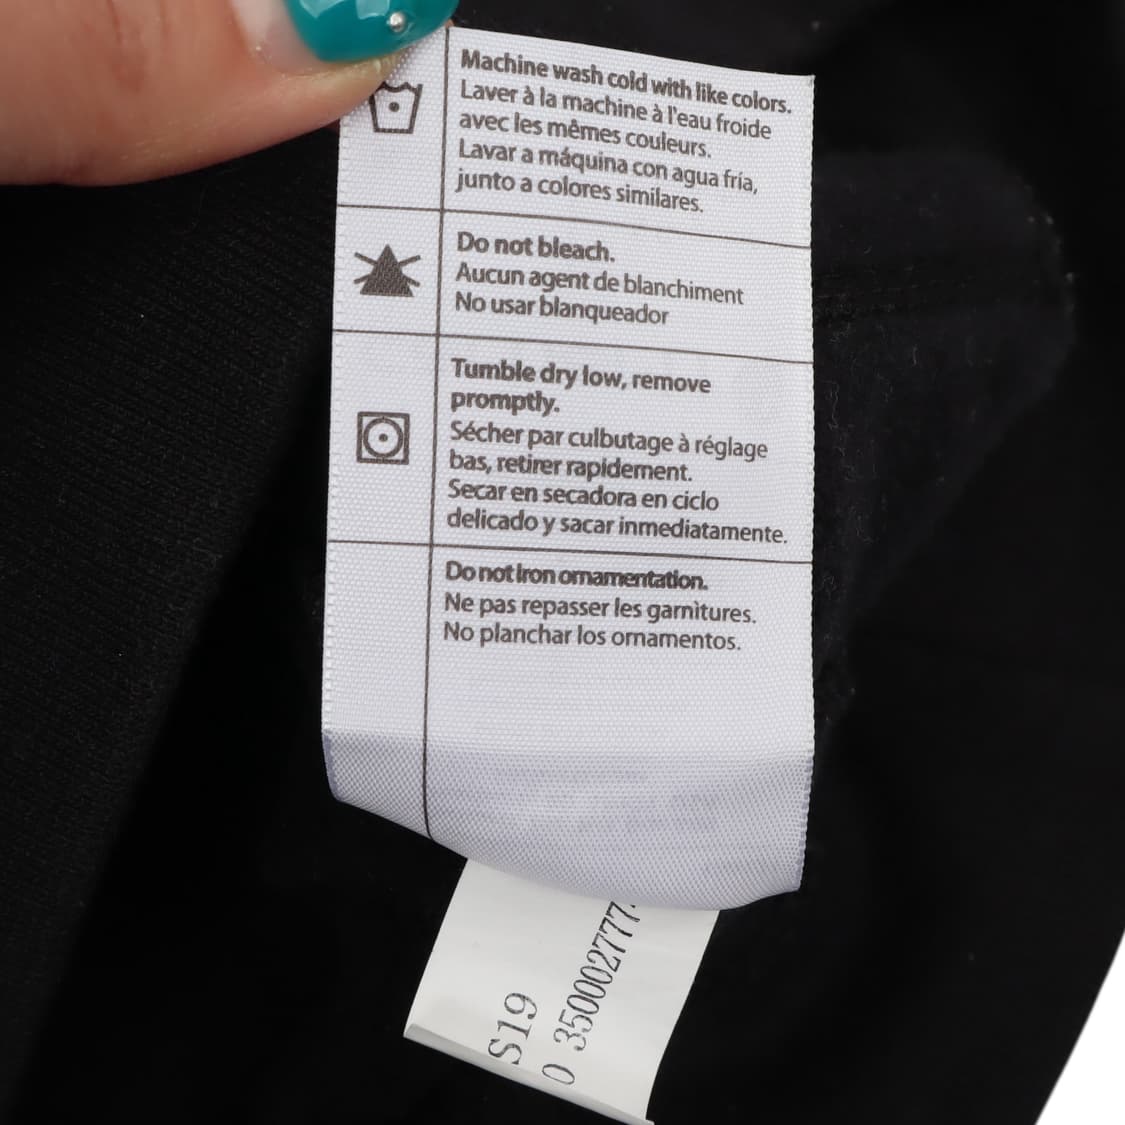 Machine wash cold with like colors.
Laver à la machine à l'eau froide
avec les mêmes couleurs.
Lavar a máquina con agua fría,
junto a colores similares.
Do not bleach.
Aucun agent de blanchiment
No usar blanqueador
Tumble dry low, remove
promptly.
Sécher par culbutage à réglage
bas, retirer rapidement.
Secar en secadora en ciclo
delicado y sacar inmediatamente.
Do not iron ornamentation.
Ne pas repasser les garnitures.
No planchar los ornamentos.
S19
0 350002777